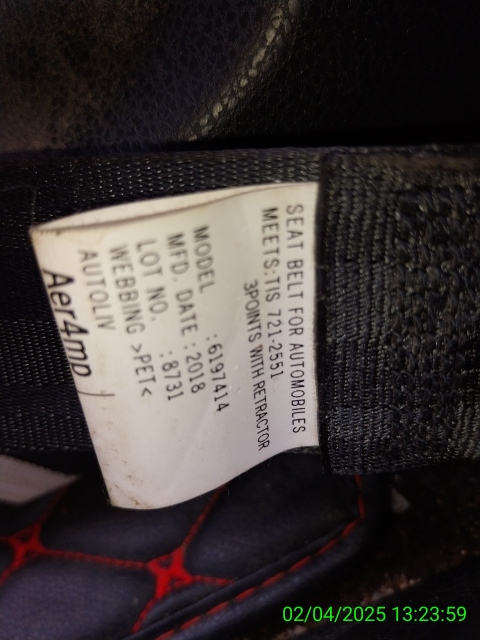 SEAT BELT FOR AUTOMOBILES
MEETS:TIS 721-2551
3POINTS WITH RETRACTOR
MODEL :6197414
MFD. DATE :2018
LOT NO. :8731
WEBBING >PET<
AUTOLIV
Aer4mp
02/04/2025 13:23:59